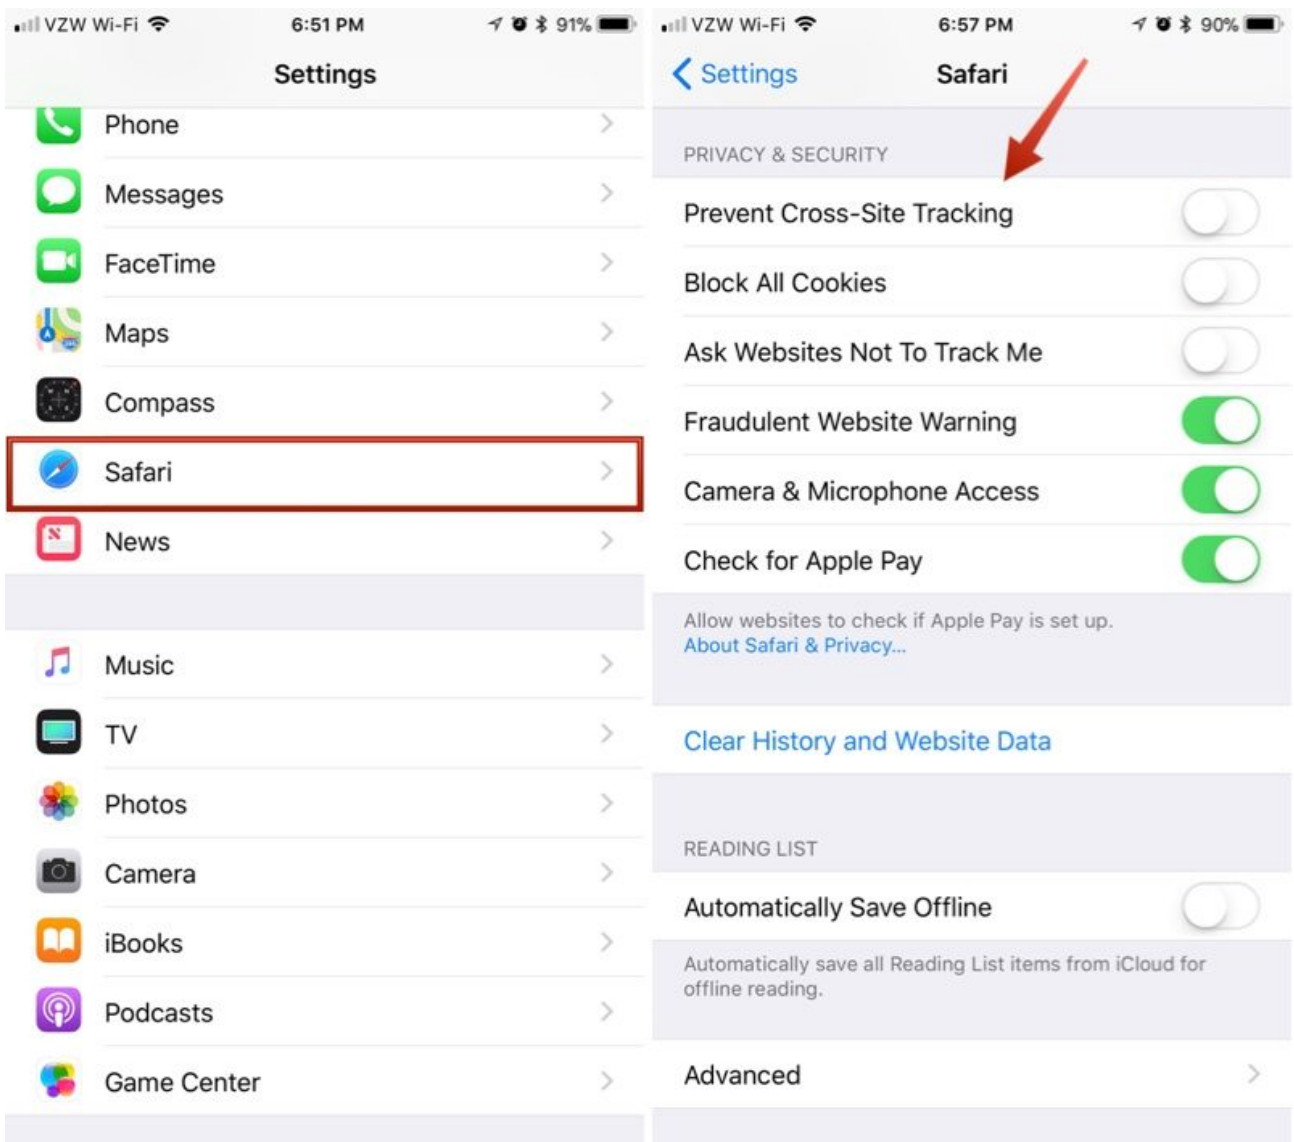 VZW Wi-Fi 6:51 PM 91%
Settings
Phone
Messages
FaceTime
Maps
Compass
Safari
News
Music
TV
Photos
Camera
iBooks
Podcasts
Game Center
VZW Wi-Fi 6:57 PM 90%
Settings Safari
PRIVACY & SECURITY
Prevent Cross-Site Tracking
Block All Cookies
Ask Websites Not To Track Me
Fraudulent Website Warning
Camera & Microphone Access
Check for Apple Pay
Allow websites to check if Apple Pay is set up.
About Safari & Privacy...
Clear History and Website Data
READING LIST
Automatically Save Offline
Automatically save all Reading List items from iCloud for
offline reading.
Advanced